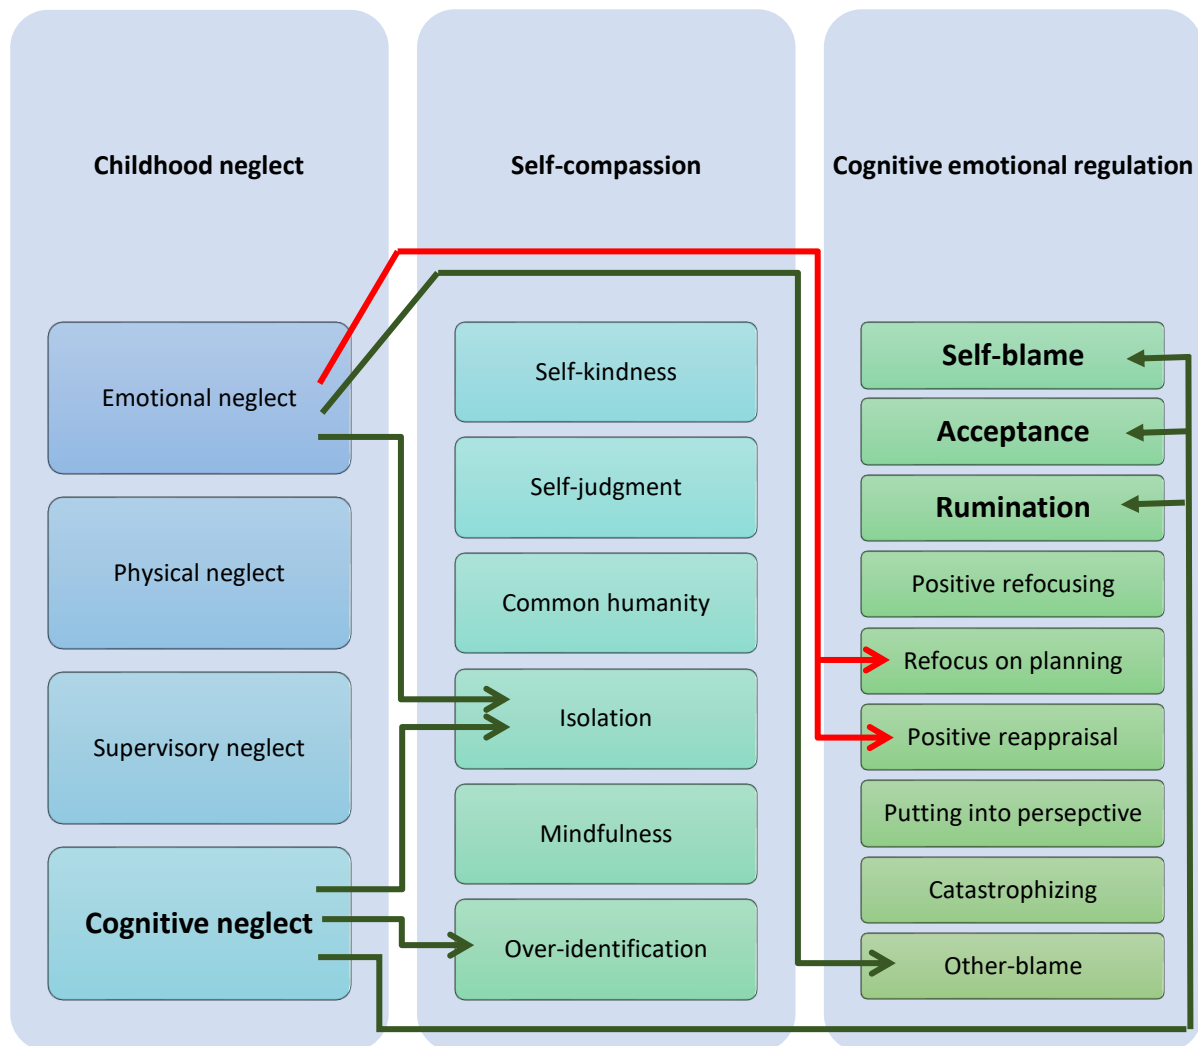 Childhood neglect
Self-compassion
Cognitive emotional regulation
Emotional neglect
Physical neglect
Supervisory neglect
Cognitive neglect
Self-kindness
Self-judgment
Common humanity
Isolation
Mindfulness
Over-identification
Self-blame
Acceptance
Rumination
Positive refocusing
Refocus on planning
Positive reappraisal
Putting into persepctive
Catastrophizing
Other-blame